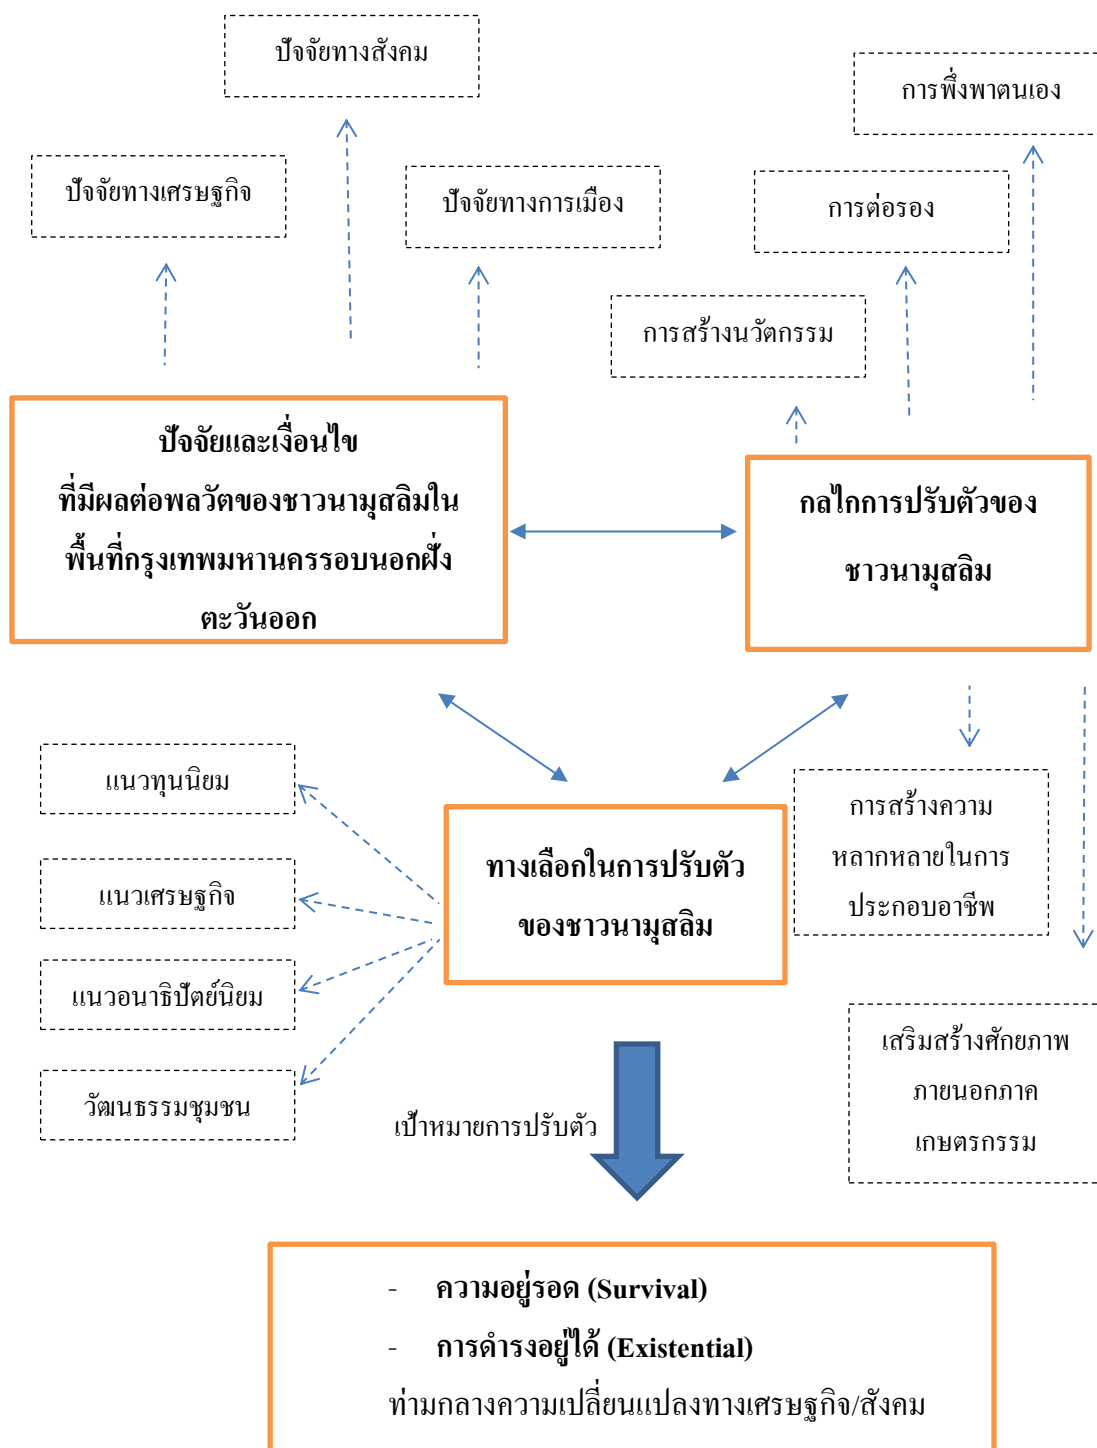 ปัจจัยทางสังคม
การพึ่งพาตนเอง
ปัจจัยทางเศรษฐกิจ
ปัจจัยทางการเมือง
การต่อรอง
การสร้างนวัตกรรม
ปัจจัยและเงื่อนไข
ที่มีผลต่อพลวัตของชาวนามุสลิมใน
พื้นที่กรุงเทพมหานครรอบนอกฝั่ง
ตะวันออก
กลไกการปรับตัวของ
ชาวนามุสลิม
แนวทุนนิยม
แนวเศรษฐกิจ
แนวอนาธิปัตย์นิยม
วัฒนธรรมชุมชน
ทางเลือกในการปรับตัว
ของชาวนามุสลิม
การสร้างความ
หลากหลายในการ
ประกอบอาชีพ
เสริมสร้างศักยภาพ
ภายนอกภาค
เกษตรกรรม
เป้าหมายการปรับตัว
- ความอยู่รอด (Survival)
- การดำรงอยู่ได้ (Existential)
ท่ามกลางความเปลี่ยนแปลงทางเศรษฐกิจ/สังคม